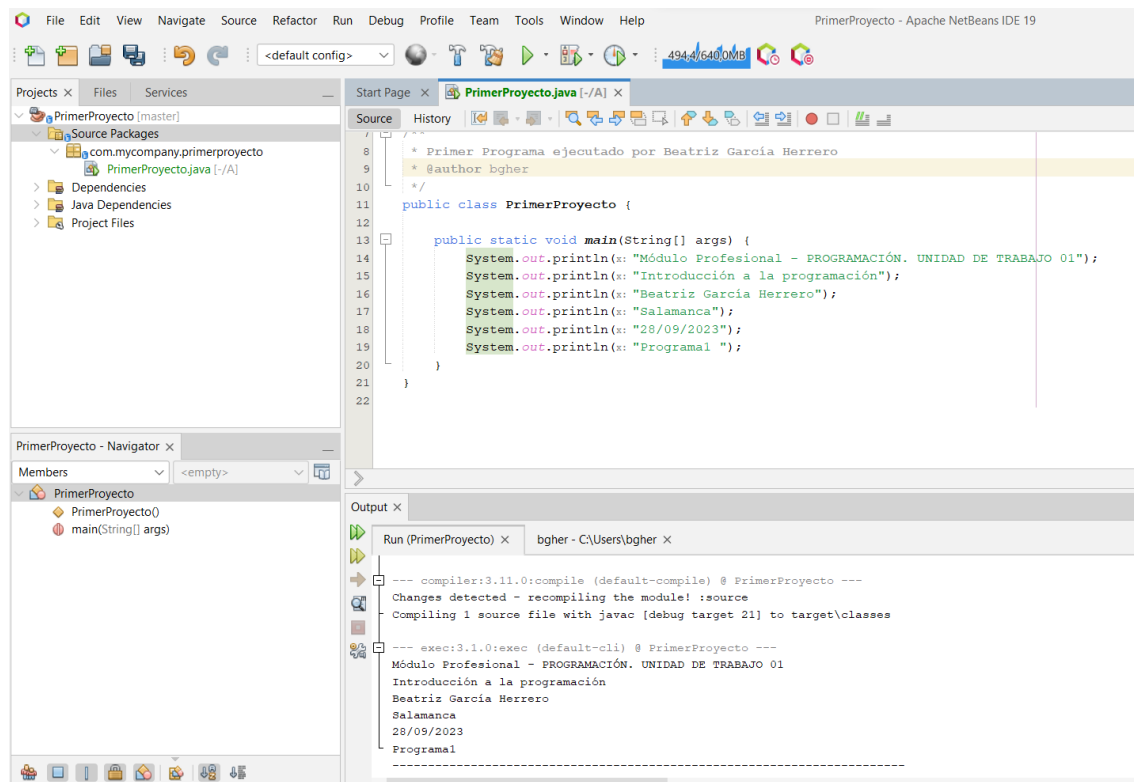 File Edit View Navigate Source Refactor Run Debug Profile Team Tools Window Help PrimerProyecto - Apache NetBeans IDE 19
<default config> 494,4/640,0MB
Projects × Files Services
PrimerProyecto [master]
Source Packages
com.mycompany.primerproyecto
PrimerProyecto.java [-/A]
Dependencies
Java Dependencies
Project Files
Start Page × PrimerProyecto.java [-/A] ×
Source History
7 /**
8 * Primer Programa ejecutado por Beatriz García Herrero
9 * @author bgher
10 */
11 public class PrimerProyecto {
12
13 public static void main(String[] args) {
14 System.out.println(x: "Módulo Profesional - PROGRAMACIÓN. UNIDAD DE TRABAJO 01");
15 System.out.println(x: "Introducción a la programación");
16 System.out.println(x: "Beatriz García Herrero");
17 System.out.println(x: "Salamanca");
18 System.out.println(x: "28/09/2023");
19 System.out.println(x: "Programa1 ");
20 }
21 }
22
PrimerProyecto - Navigator ×
Members <empty>
PrimerProyecto
PrimerProyecto()
main(String[] args)
Output ×
Run (PrimerProyecto) × bgher - C:\Users\bgher ×
--- compiler:3.11.0:compile (default-compile) @ PrimerProyecto ---
Changes detected - recompiling the module! :source
Compiling 1 source file with javac [debug target 21] to target\classes
--- exec:3.1.0:exec (default-cli) @ PrimerProyecto ---
Módulo Profesional - PROGRAMACIÓN. UNIDAD DE TRABAJO 01
Introducción a la programación
Beatriz García Herrero
Salamanca
28/09/2023
Programa1
------------------------------------------------------------------------